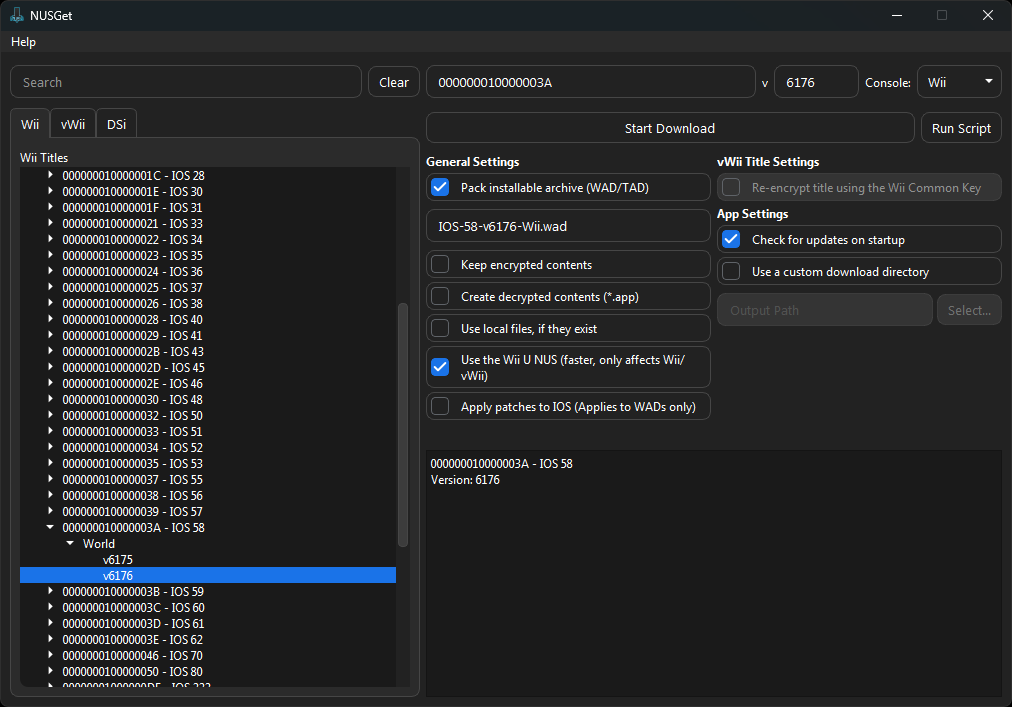 NUSGet
Help
Search
Clear
000000010000003A
v
6176
Console:
Wii
Wii
vWii
DSi
Wii Titles
000000010000001C - IOS 28
000000010000001E - IOS 30
000000010000001F - IOS 31
0000000100000021 - IOS 33
0000000100000022 - IOS 34
0000000100000023 - IOS 35
0000000100000024 - IOS 36
0000000100000025 - IOS 37
0000000100000026 - IOS 38
0000000100000028 - IOS 40
0000000100000029 - IOS 41
000000010000002B - IOS 43
000000010000002D - IOS 45
000000010000002E - IOS 46
0000000100000030 - IOS 48
0000000100000032 - IOS 50
0000000100000033 - IOS 51
0000000100000034 - IOS 52
0000000100000035 - IOS 53
0000000100000037 - IOS 55
0000000100000038 - IOS 56
0000000100000039 - IOS 57
000000010000003A - IOS 58
World
v6175
v6176
000000010000003B - IOS 59
000000010000003C - IOS 60
000000010000003D - IOS 61
000000010000003E - IOS 62
0000000100000046 - IOS 70
0000000100000050 - IOS 80
Start Download
Run Script
General Settings
Pack installable archive (WAD/TAD)
IOS-58-v6176-Wii.wad
Keep encrypted contents
Create decrypted contents (*.app)
Use local files, if they exist
Use the Wii U NUS (faster, only affects Wii/
vWii)
Apply patches to IOS (Applies to WADs only)
vWii Title Settings
Re-encrypt title using the Wii Common Key
App Settings
Check for updates on startup
Use a custom download directory
Output Path
Select...
000000010000003A - IOS 58
Version: 6176